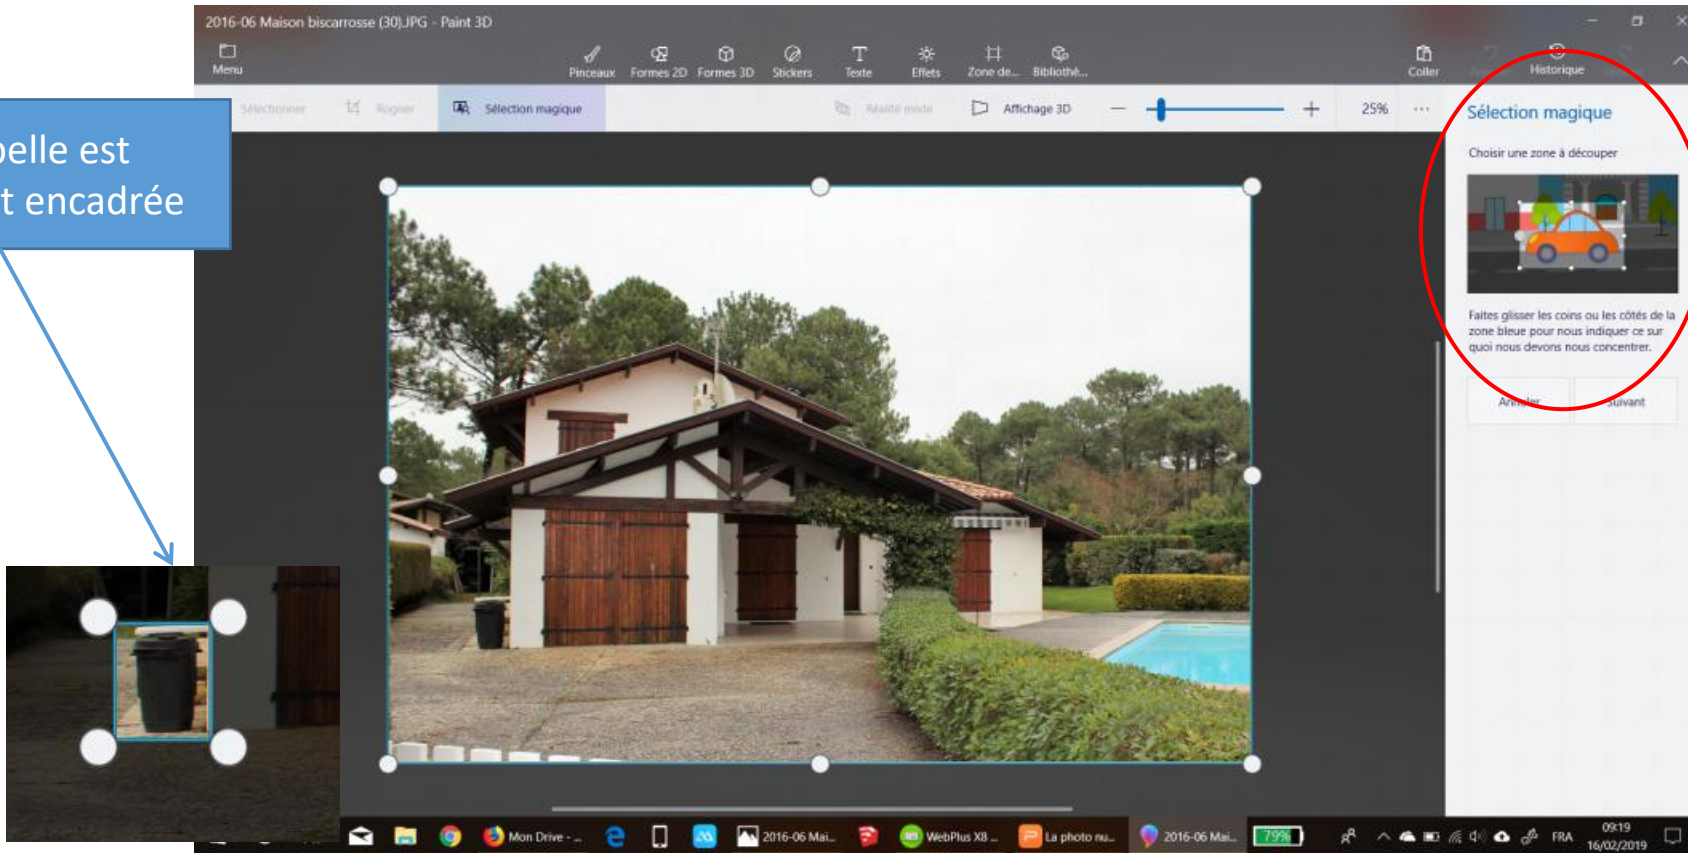 2016-06 Maison biscarrosse (30).JPG - Paint 3D
Menu
Pinceaux
Formes 2D
Formes 3D
Stickers
Texte
Effets
Zone de...
Bibliothè...
Coller
Historique
Sélectionner
Rogner
Sélection magique
Réalité mixte
Affichage 3D
25%
belle est
t encadrée
Sélection magique
Choisir une zone à découper
Faites glisser les coins ou les côtés de la
zone bleue pour nous indiquer ce sur
quoi nous devons nous concentrer.
Annuler
Suivant
Mon Drive - ...
2016-06 Mai...
WebPlus X8 ...
La photo nu...
2016-06 Mai...
79%
FRA
09:19
16/02/2019